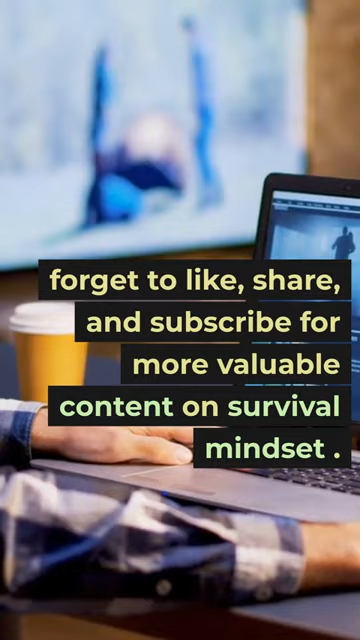 forget to like, share,
and subscribe for
more valuable
content on survival
mindset .